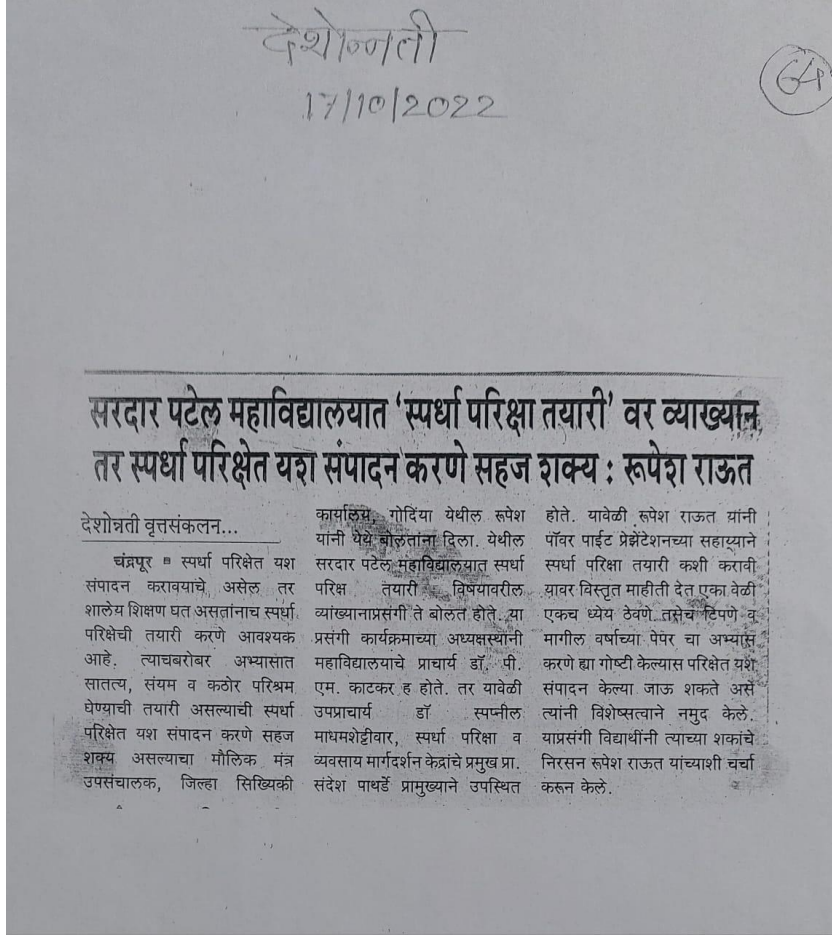 देशोन्नती
17/10/2022
64
सरदार पटेल महाविद्यालयात 'स्पर्धा परिक्षा तयारी' वर व्याख्यान
तर स्पर्धा परिक्षेत यश संपादन करणे सहज शक्य : रूपेश राऊत
देशोन्नती वृत्तसंकलन...
चंद्रपूर ▪ स्पर्धा परिक्षेत यश
संपादन करावयाचे असेल तर
शालेय शिक्षण घत असतांनाच स्पर्धा
परिक्षेची तयारी करणे आवश्यक
आहे. त्याचबरोबर अभ्यासात
सातत्य, संयम व कठोर परिश्रम
घेण्याची तयारी असल्याची स्पर्धा
परिक्षेत यश संपादन करणे सहज
शक्य असल्याचा मौलिक मंत्र
उपसंचालक, जिल्हा सिख्यिकी
कार्यालय, गोदिंया येथील रूपेश
यांनी येथे बोलतांना दिला. येथील
सरदार पटेल महाविद्यालयात स्पर्धा
परिक्ष तयारी विषयावरील
व्यांख्यानाप्रसंगी ते बोलत होते. या
प्रसंगी कार्यक्रमाच्या अध्यक्षस्थांनी
महाविद्यालयाचे प्राचार्य डॉ. पी.
एम. काटकर ह होते. तर यावेळी
उपप्राचार्य डॉ स्पप्नील
माधमशेट्टीवार, स्पर्धा परिक्षा व
व्यवसाय मार्गदर्शन केद्रांचे प्रमुख प्रा.
संदेश पाथर्डे प्रामुख्याने उपस्थित
होते. यावेळी रूपेश राऊत यांनी
पॉवर पाईट प्रेझेंटेशनच्या सहाय्याने
स्पर्धा परिक्षा तयारी कशी करावी
यावर विस्तृत माहीती देत एका वेळी
एकच ध्येय ठेवणे तसेच टिपणे व
मागील वर्षाच्या पेपर चा अभ्यास
करणे ह्या गोष्टी केल्यास परिक्षेत यश
संपादन केल्या जाऊ शकते असे
त्यांनी विशेषसत्वाने नमुद केले.
याप्रसंगी विद्यार्थीनी त्याच्या शकांचे
निरसन रूपेश राऊत यांच्याशी चर्चा
करून केले.